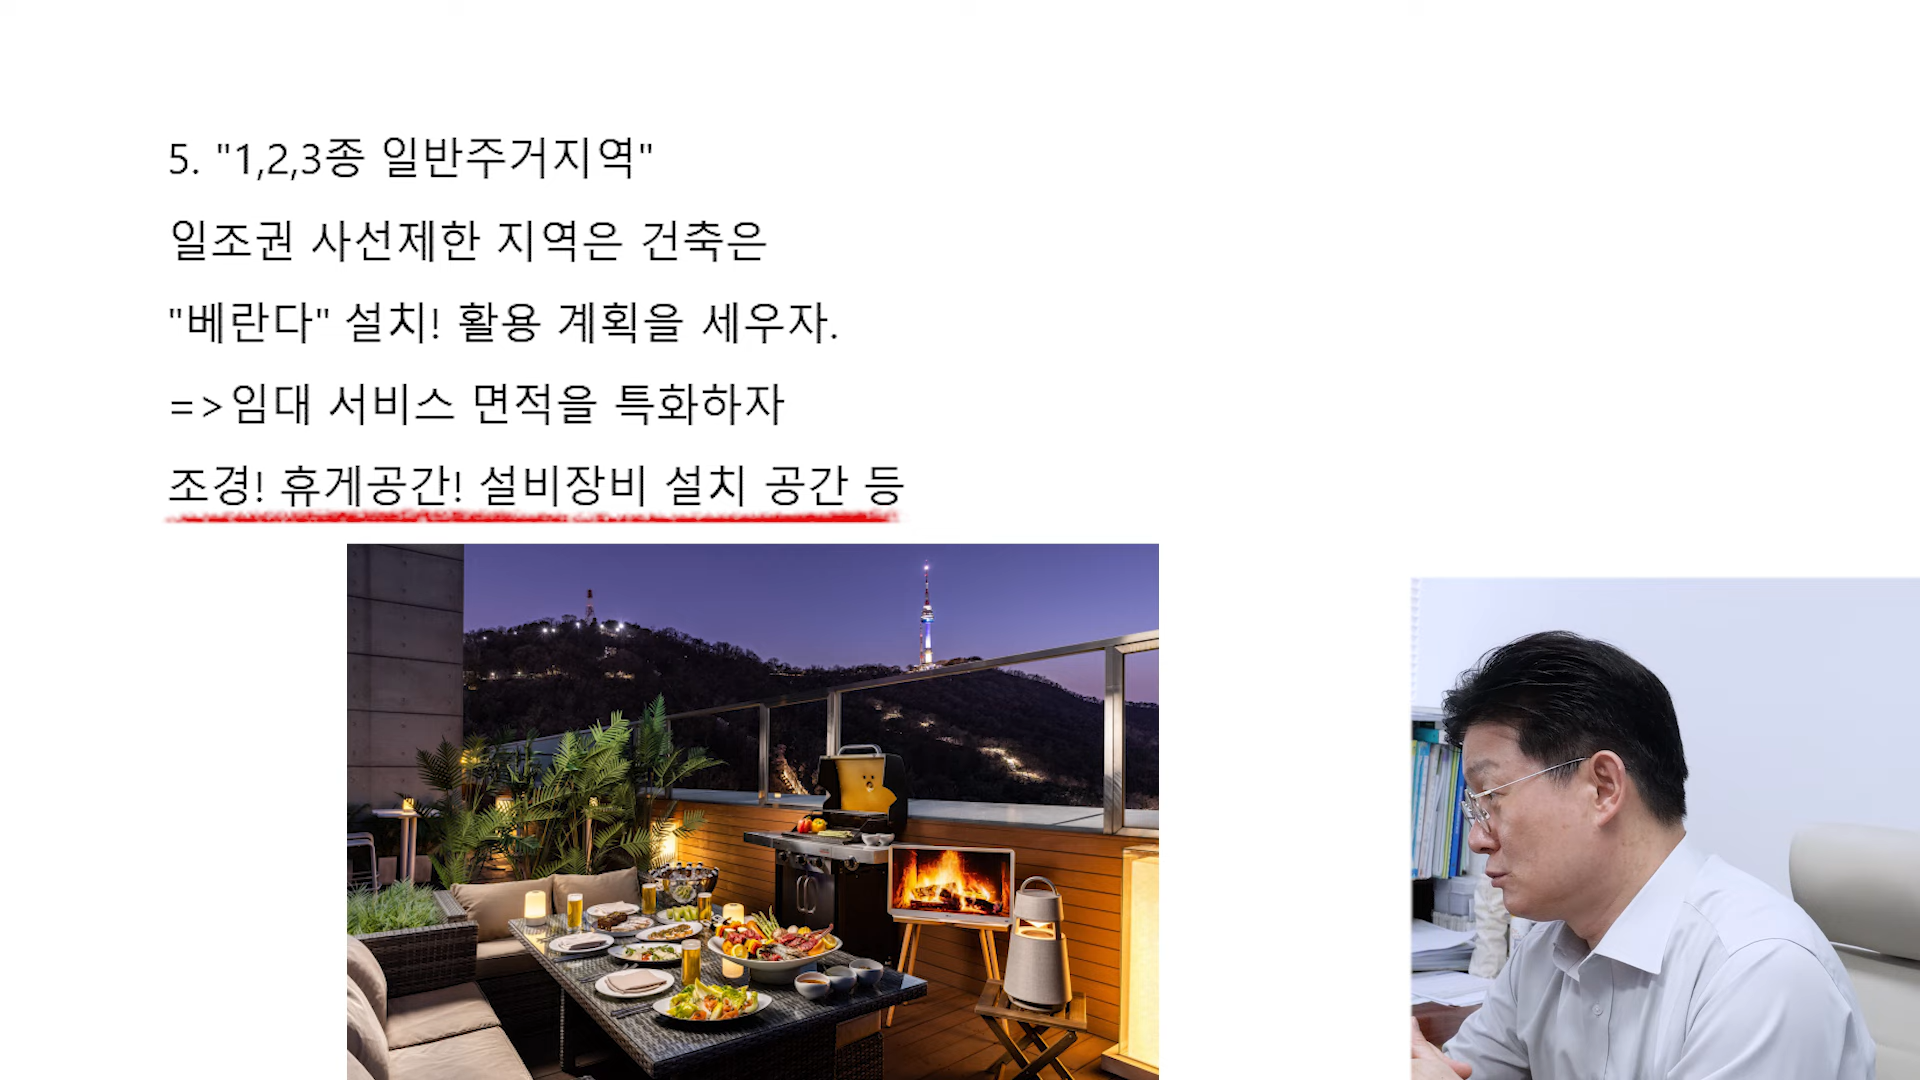 5. "1,2,3종 일반주거지역"
일조권 사선제한 지역은 건축은
"베란다" 설치! 활용 계획을 세우자.
=>임대 서비스 면적을 특화하자
조경! 휴게공간! 설비장비 설치 공간 등